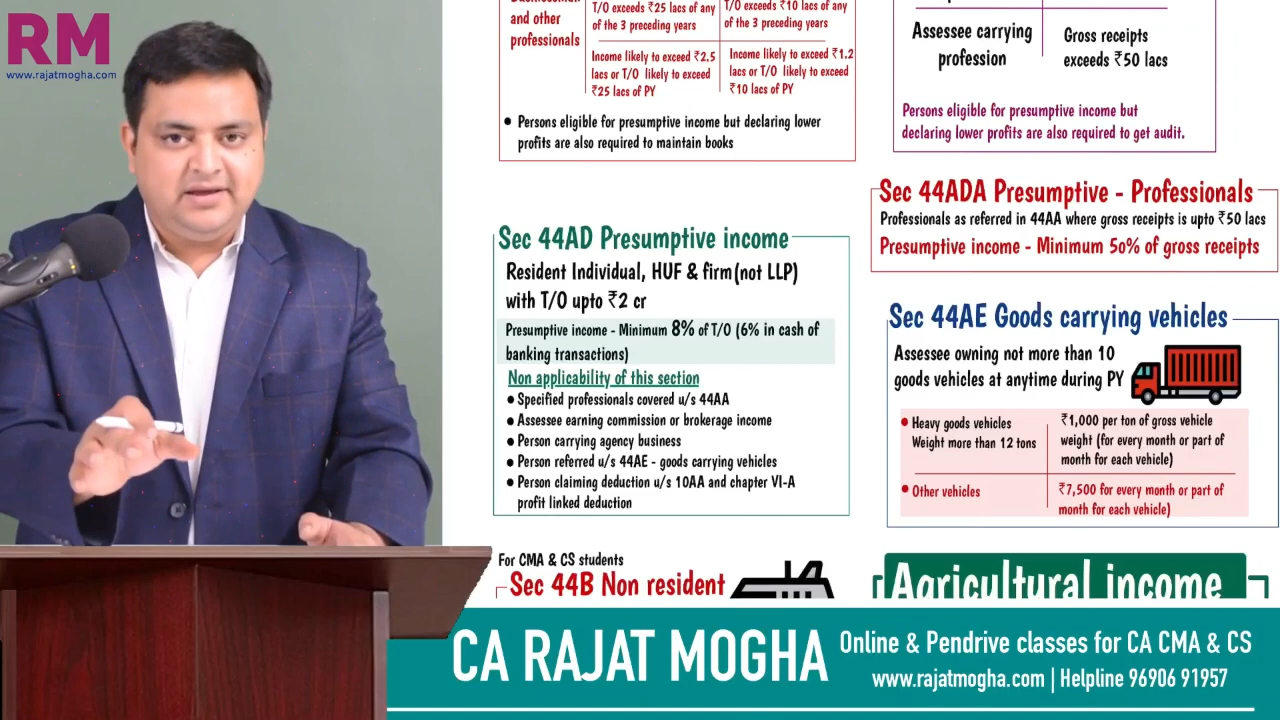 RM
www.rajatmogha.com
and other
professionals
T/O exceeds ₹25 lacs of any
of the 3 preceding years
T/O exceeds ₹10 lacs of any
of the 3 preceding years
Income likely to exceed ₹2.5
lacs or T/O likely to exceed
₹25 lacs of PY
Income likely to exceed ₹1.2
lacs or T/O likely to exceed
₹10 lacs of PY
• Persons eligible for presumptive income but declaring lower
profits are also required to maintain books
Assessee carrying
profession
Gross receipts
exceeds ₹50 lacs
Persons eligible for presumptive income but
declaring lower profits are also required to get audit.
Sec 44AD Presumptive income
Resident Individual, HUF & firm(not LLP)
with T/O upto ₹2 cr
Presumptive income - Minimum 8% of T/O (6% in cash of
banking transactions)
Non applicability of this section
• Specified professionals covered u/s 44AA
• Assessee earning commission or brokerage income
• Person carrying agency business
• Person referred u/s 44AE - goods carrying vehicles
• Person claiming deduction u/s 10AA and chapter VI-A
profit linked deduction
Sec 44ADA Presumptive - Professionals
Professionals as referred in 44AA where gross receipts is upto ₹50 lacs
Presumptive income - Minimum 50% of gross receipts
Sec 44AE Goods carrying vehicles
Assessee owning not more than 10
goods vehicles at anytime during PY
• Heavy goods vehicles
Weight more than 12 tons
₹1,000 per ton of gross vehicle
weight (for every month or part of
month for each vehicle)
• Other vehicles
₹7,500 for every month or part of
month for each vehicle)
For CMA & CS students
Sec 44B Non resident
Agricultural income
CA RAJAT MOGHA
Online & Pendrive classes for CA CMA & CS
www.rajatmogha.com | Helpline 96906 91957